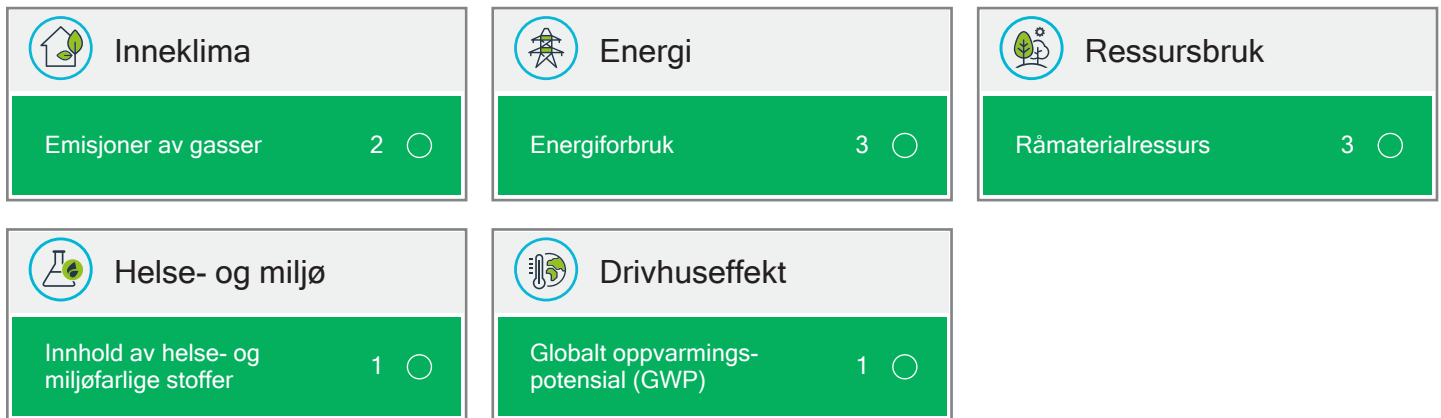 Inneklima
Emisjoner av gasser 2
Energi
Energiforbruk 3
Ressursbruk
Råmaterialressurs 3
Helse- og miljø
Innhold av helse- og
miljøfarlige stoffer 1
Drivhuseffekt
Globalt oppvarmings-
potensial (GWP) 1